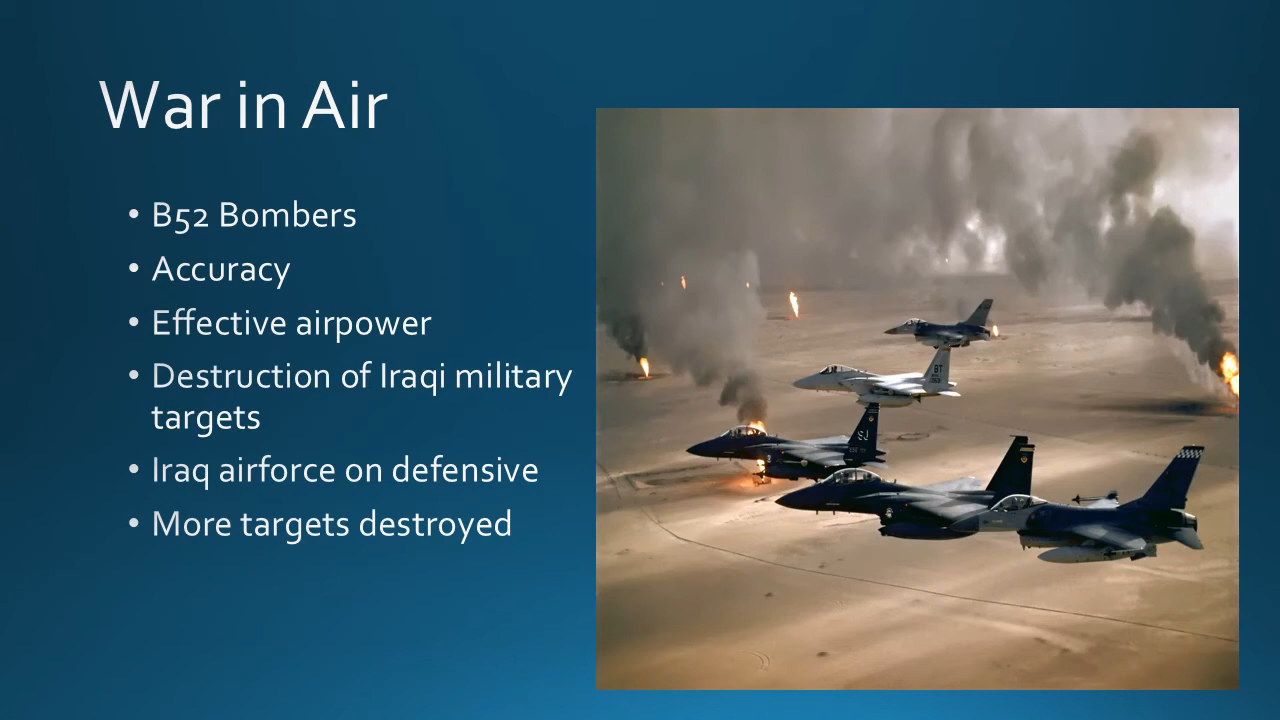 War in Air
• B52 Bombers
• Accuracy
• Effective airpower
• Destruction of Iraqi military
targets
• Iraq airforce on defensive
• More targets destroyed
BT
SJ